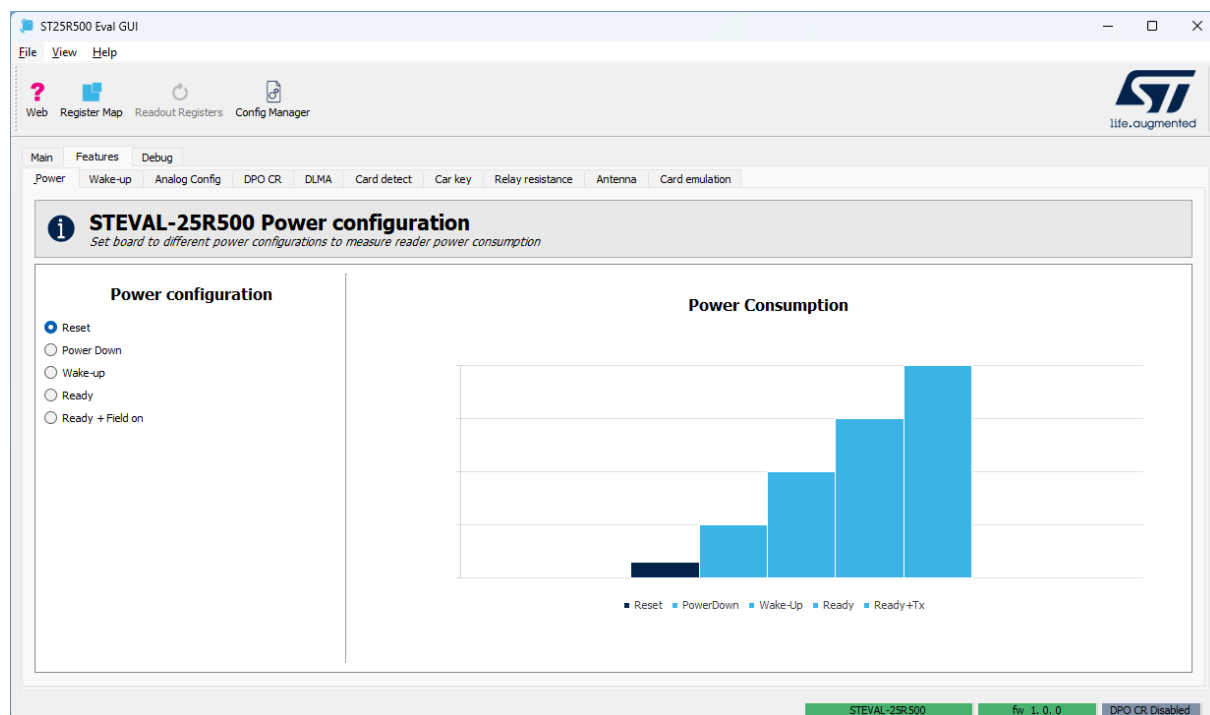 ST25R500 Eval GUI
File View Help
Web Register Map Readout Registers Config Manager
ST
life.augmented
Main Features Debug
Power Wake-up Analog Config DPO CR DLMA Card detect Car key Relay resistance Antenna Card emulation
STEVAL-25R500 Power configuration
Set board to different power configurations to measure reader power consumption
Power configuration
Reset
Power Down
Wake-up
Ready
Ready + Field on
Power Consumption
Reset PowerDown Wake-Up Ready Ready+Tx
STEVAL-25R500 fw 1.0.0 DPO CR Disabled